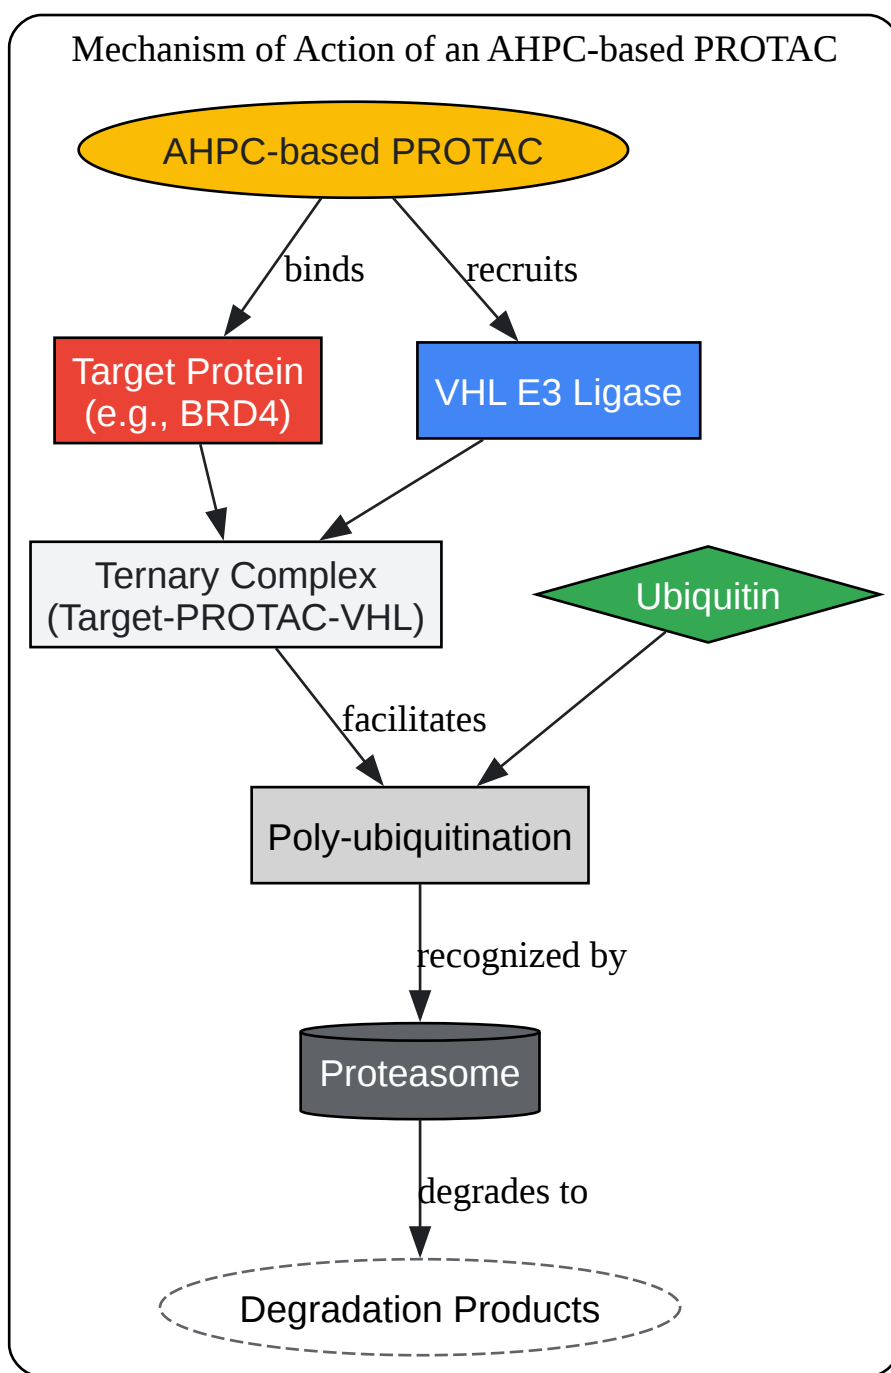 Mechanism of Action of an AHPC-based PROTAC
AHPC-based PROTAC
binds
recruits
Target Protein
(e.g., BRD4)
VHL E3 Ligase
Ternary Complex
(Target-PROTAC-VHL)
Ubiquitin
facilitates
Poly-ubiquitination
recognized by
Proteasome
degrades to
Degradation Products